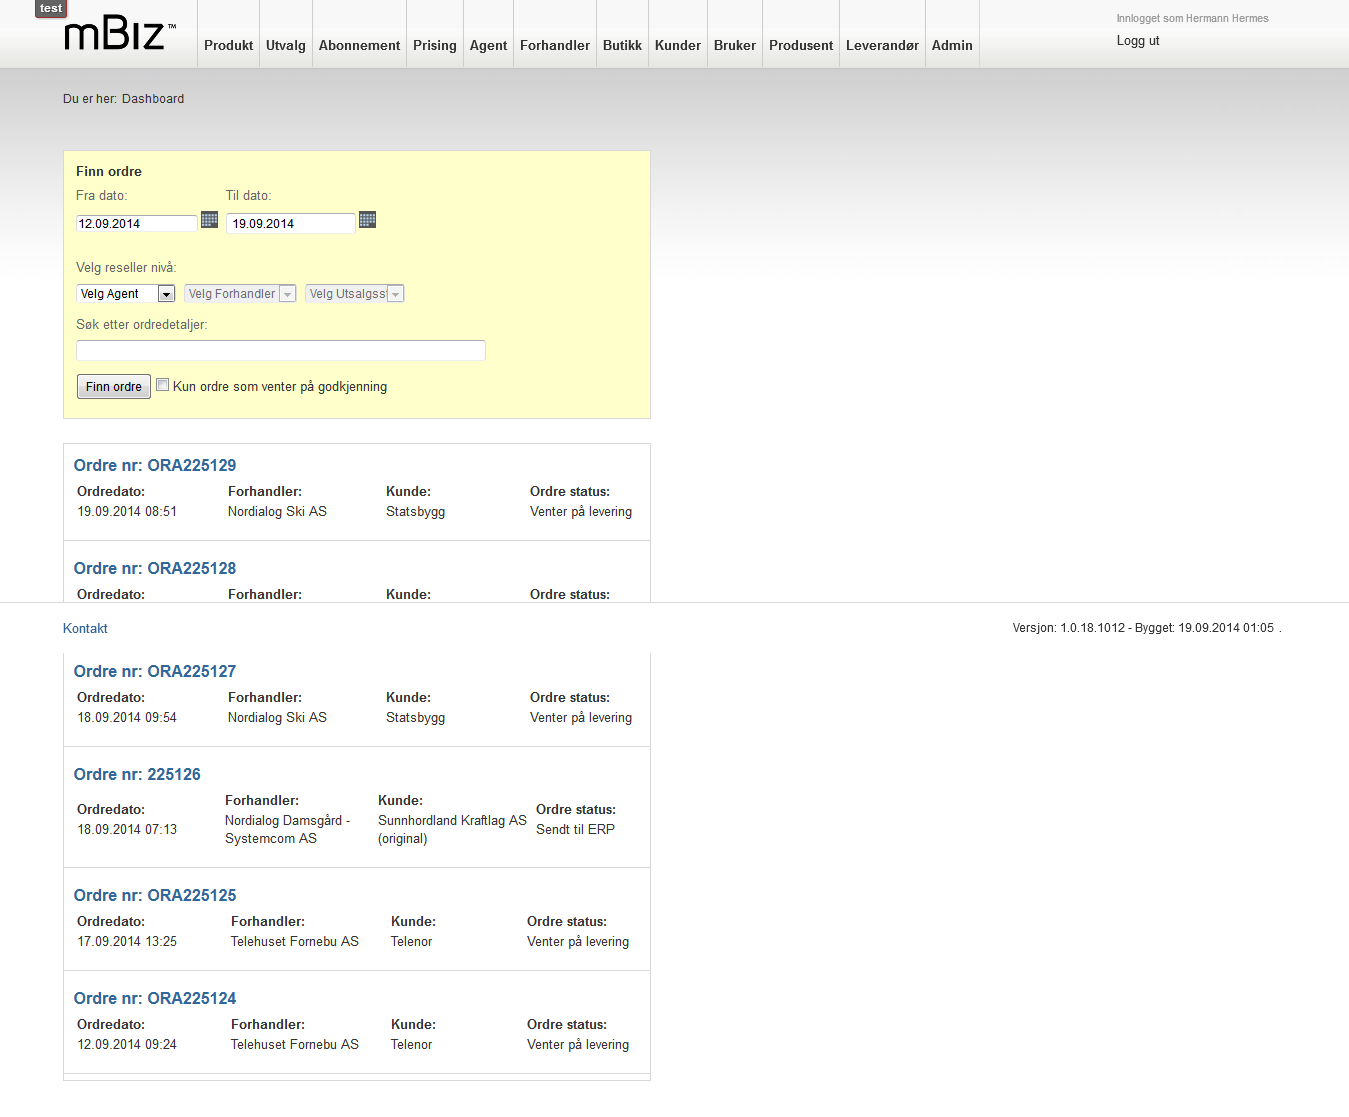 test
mBiz™
Produkt Utvalg Abonnement Prising Agent Forhandler Butikk Kunder Bruker Produsent Leverandør Admin
Innlogget som Hermann Hermes
Logg ut
Du er her: Dashboard
Finn ordre
Fra dato: Til dato:
12.09.2014 19.09.2014
Velg reseller nivå:
Velg Agent Velg Forhandler Velg Utsalgss
Søk etter ordredetaljer:
Finn ordre Kun ordre som venter på godkjenning
Ordre nr: ORA225129
Ordredato: Forhandler: Kunde: Ordre status:
19.09.2014 08:51 Nordialog Ski AS Statsbygg Venter på levering
Ordre nr: ORA225128
Ordredato: Forhandler: Kunde: Ordre status:
Kontakt Versjon: 1.0.18.1012 - Bygget: 19.09.2014 01:05 .
Ordre nr: ORA225127
Ordredato: Forhandler: Kunde: Ordre status:
18.09.2014 09:54 Nordialog Ski AS Statsbygg Venter på levering
Ordre nr: 225126
Ordredato: Forhandler: Kunde: Ordre status:
18.09.2014 07:13 Nordialog Damsgård - Sunnhordland Kraftlag AS Sendt til ERP
Systemcom AS (original)
Ordre nr: ORA225125
Ordredato: Forhandler: Kunde: Ordre status:
17.09.2014 13:25 Telehuset Fornebu AS Telenor Venter på levering
Ordre nr: ORA225124
Ordredato: Forhandler: Kunde: Ordre status:
12.09.2014 09:24 Telehuset Fornebu AS Telenor Venter på levering